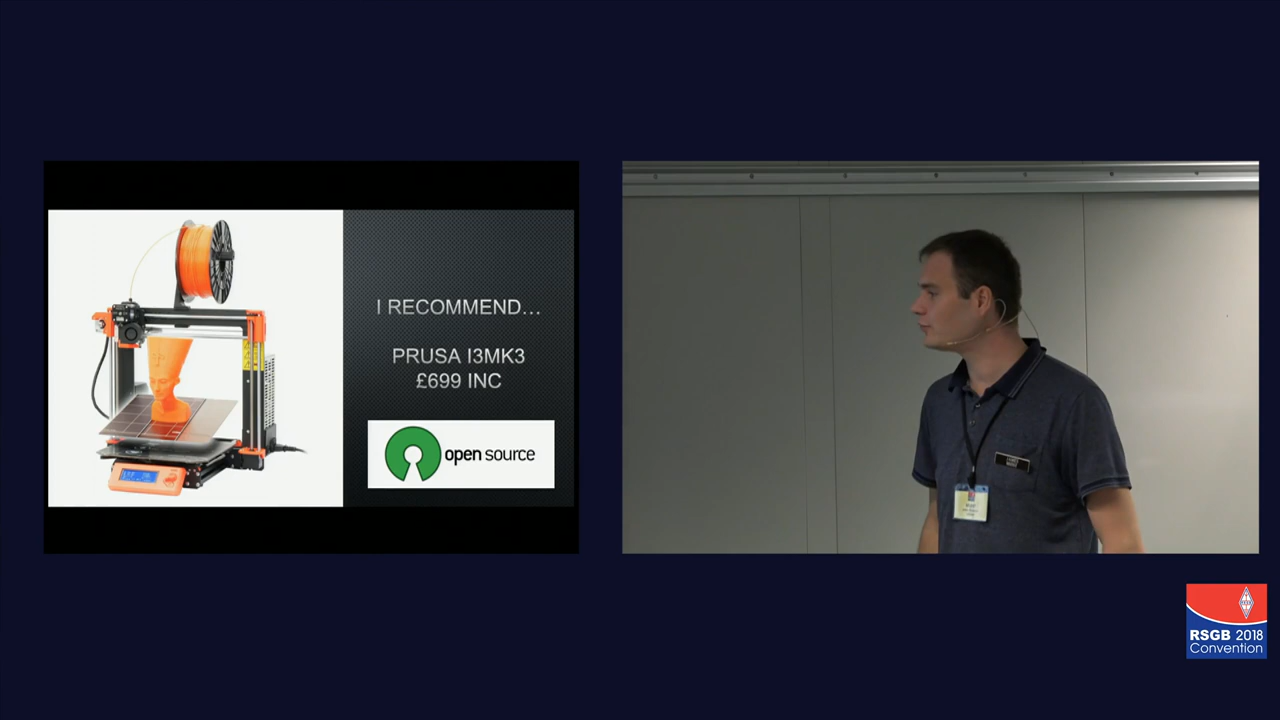 I RECOMMEND...
PRUSA I3MK3
£699 INC
open source
RSGB 2018
Convention